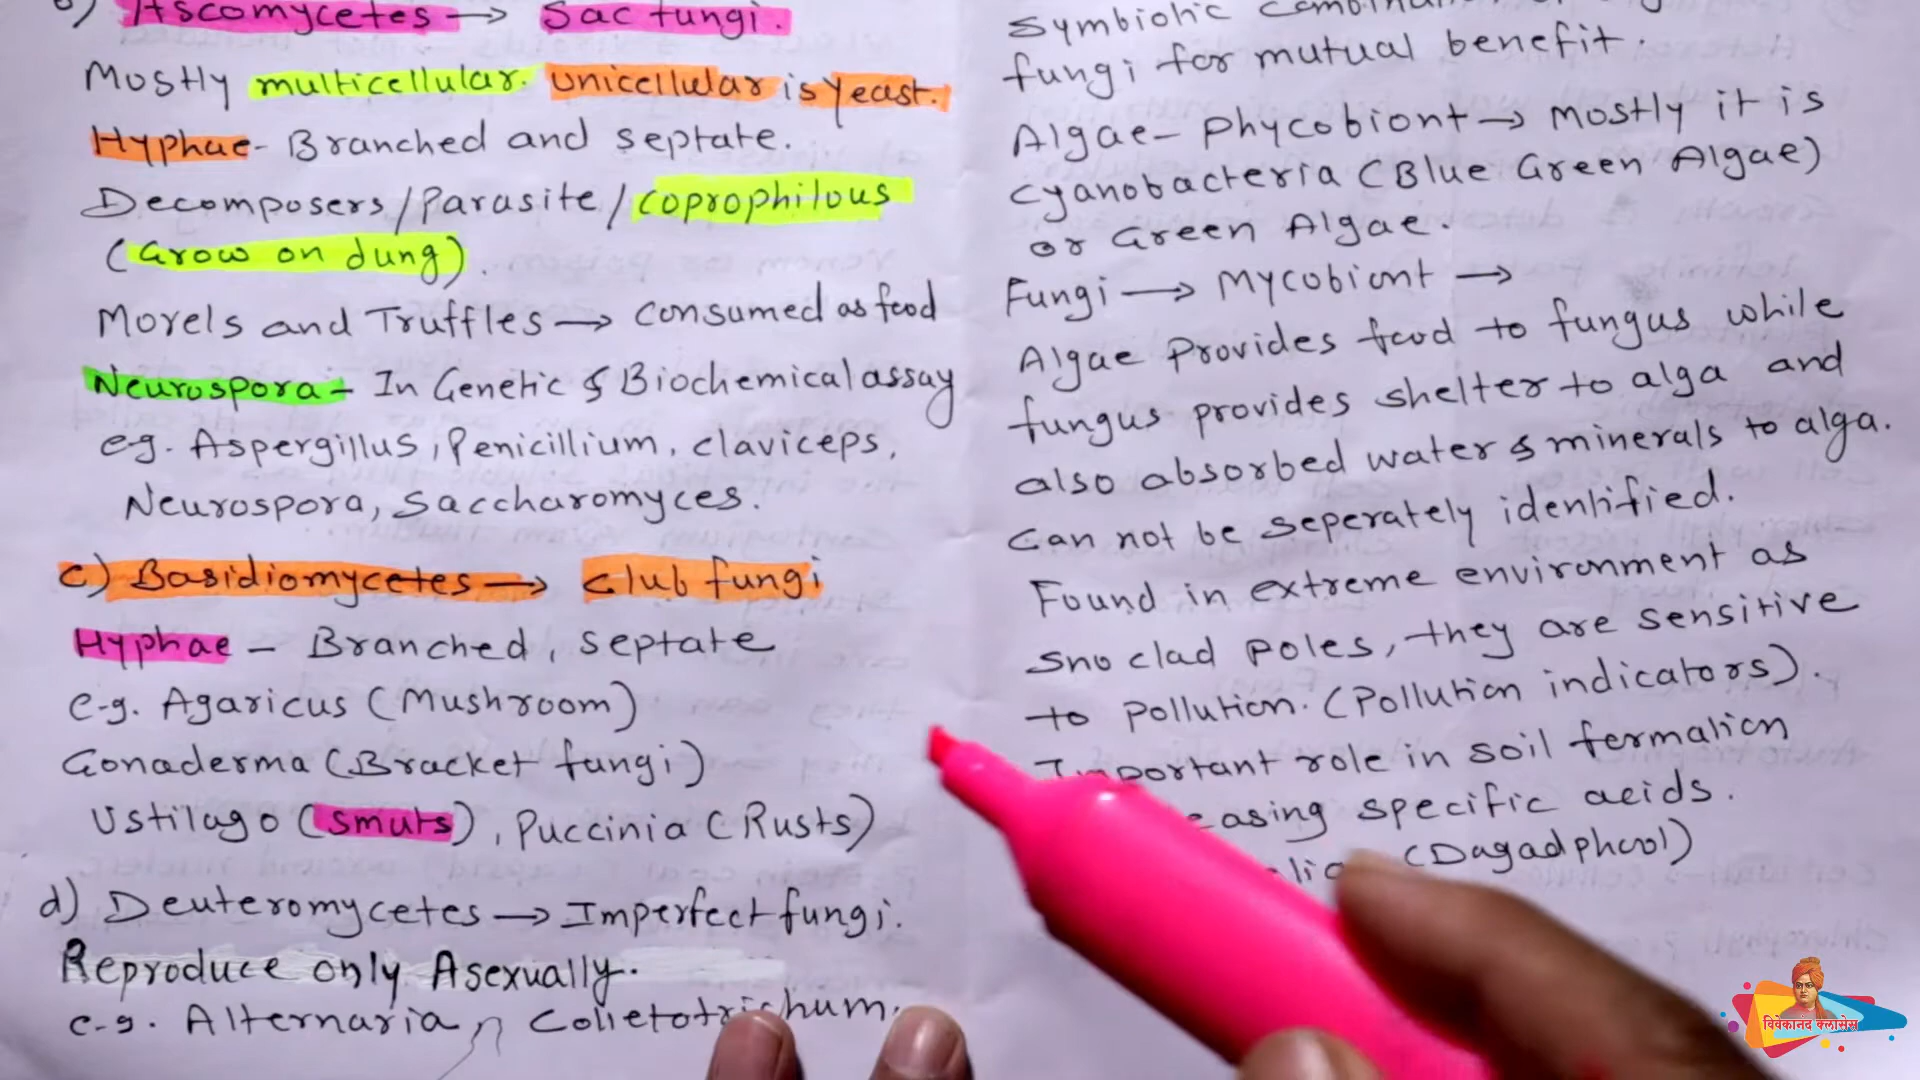 b) Ascomycetes → Sac fungi.
Mostly multicellular. Unicellular is Yeast.
Hyphae - Branched and septate.
Decomposers/Parasite/coprophilous
(Grow on dung).
Morels and Truffles → consumed as food
Neurospora - In Genetic & Biochemical assay
eg. Aspergillus, Penicillium, claviceps,
Neurospora, Saccharomyces.
c) Basidiomycetes → club fungi
Hyphae - Branched, septate
e.g. Agaricus (Mushroom)
Gonaderma (Bracket fungi)
Ustilago (smuts), Puccinia (Rusts)
d) Deuteromycetes → Imperfect fungi.
Reproduce only Asexually.
e.g. Alternaria, Colletotrichum.
Symbiotic
fungi for mutual benefit.
Algae - Phycobiont → Mostly it is
cyanobacteria (Blue Green Algae)
or Green Algae.
Fungi → Mycobiont →
Algae Provides food to fungus while
fungus provides shelter to alga and
also absorbed water & minerals to alga.
can not be seperately identified.
Found in extreme environment as
sno clad poles, they are sensitive
to pollution. (Pollution indicators).
Important role in soil formation
specific acids.
(Dagadphool)
विवेकानंद क्लासेस